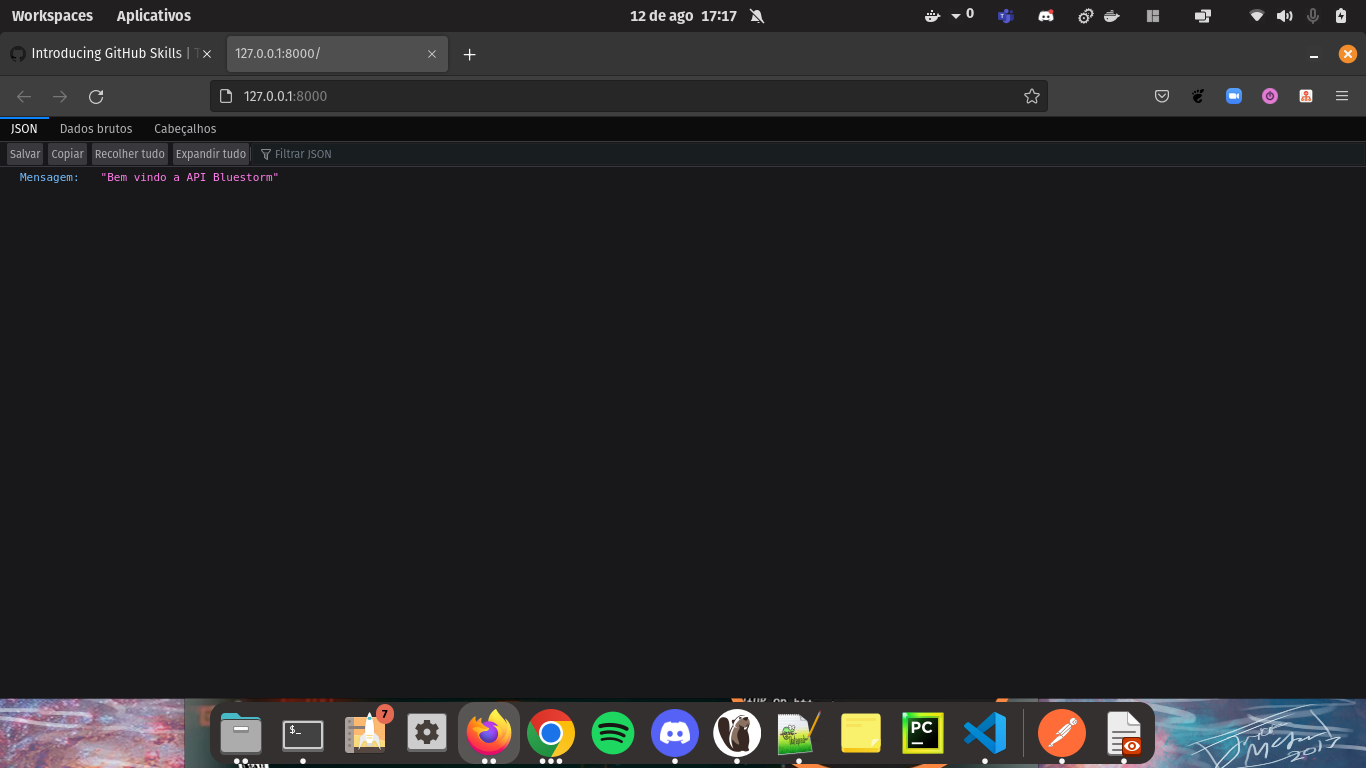 Workspaces Aplicativos 12 de ago 17:17 0
Introducing GitHub Skills | T 127.0.0.1:8000/
127.0.0.1:8000
JSON Dados brutos Cabeçalhos
Salvar Copiar Recolher tudo Expandir tudo Filtrar JSON
Mensagem: "Bem vindo a API Bluestorm"
7
$_
PC
2017